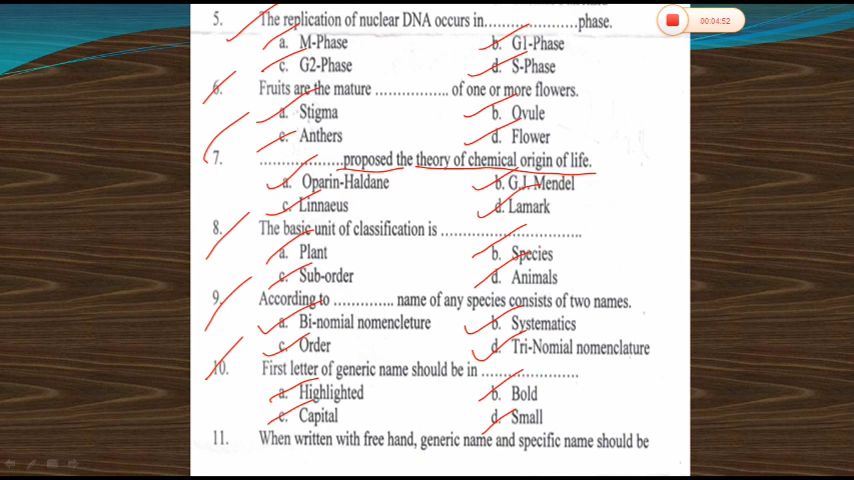 00:04:52
5. The replication of nuclear DNA occurs in………………phase.
a. M-Phase b. G1-Phase
c. G2-Phase d. S-Phase
6. Fruits are the mature …………….. of one or more flowers.
a. Stigma b. Ovule
c. Anthers d. Flower
7. ……………….proposed the theory of chemical origin of life.
a. Oparin-Haldane b. G.J. Mendel
c. Linnaeus d. Lamark
8. The basic unit of classification is ……………………….
a. Plant b. Species
c. Sub-order d. Animals
9. According to …………. name of any species consists of two names.
a. Bi-nomial nomencleture b. Systematics
c. Order d. Tri-Nomial nomenclature
10. First letter of generic name should be in ………………..
a. Highlighted b. Bold
c. Capital d. Small
11. When written with free hand, generic name and specific name should be